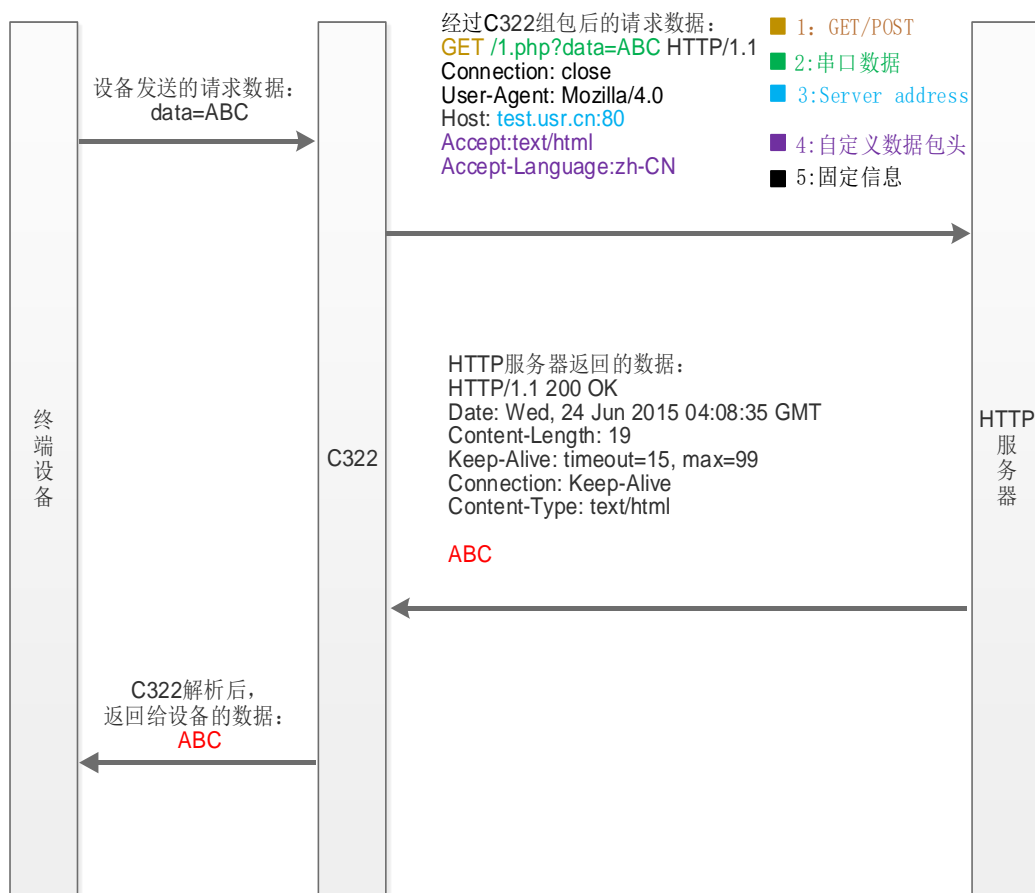 设备发送的请求数据：
data=ABC
经过C322组包后的请求数据：
GET /1.php?data=ABC HTTP/1.1
Connection: close
User-Agent: Mozilla/4.0
Host: test.usr.cn:80
Accept:text/html
Accept-Language:zh-CN
1: GET/POST
2:串口数据
3:Server address
4:自定义数据包头
5:固定信息
终端设备
C322
HTTP
服务器
HTTP服务器返回的数据：
HTTP/1.1 200 OK
Date: Wed, 24 Jun 2015 04:08:35 GMT
Content-Length: 19
Keep-Alive: timeout=15, max=99
Connection: Keep-Alive
Content-Type: text/html
ABC
C322解析后，
返回给设备的数据：
ABC